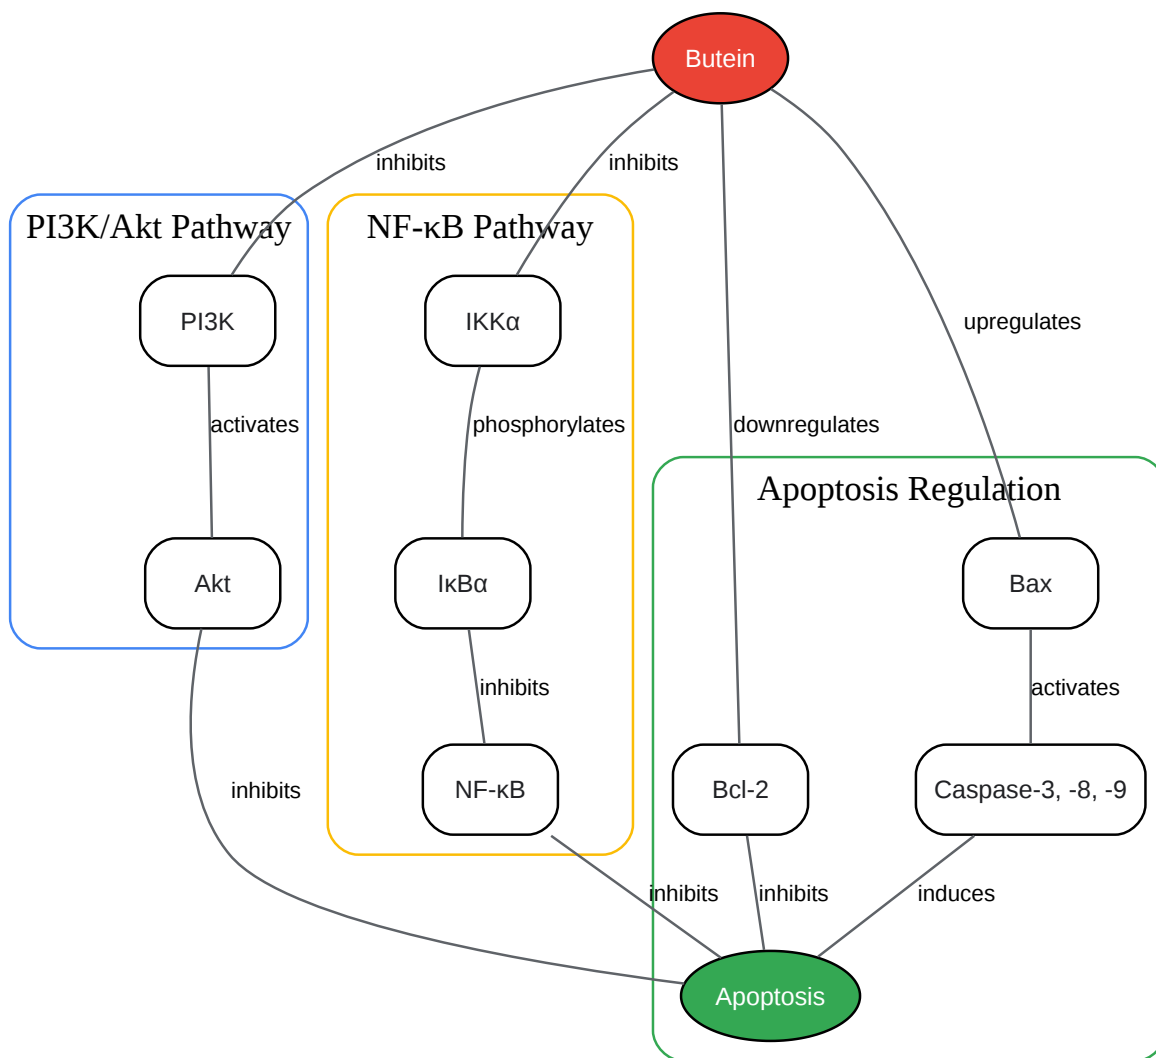 Butein
inhibits
inhibits
PI3K/Akt Pathway
NF-κB Pathway
PI3K
IKKα
upregulates
activates
phosphorylates
downregulates
Apoptosis Regulation
Akt
IκBα
Bax
inhibits
activates
inhibits
NF-κB
Bcl-2
Caspase-3, -8, -9
inhibits
inhibits
induces
Apoptosis